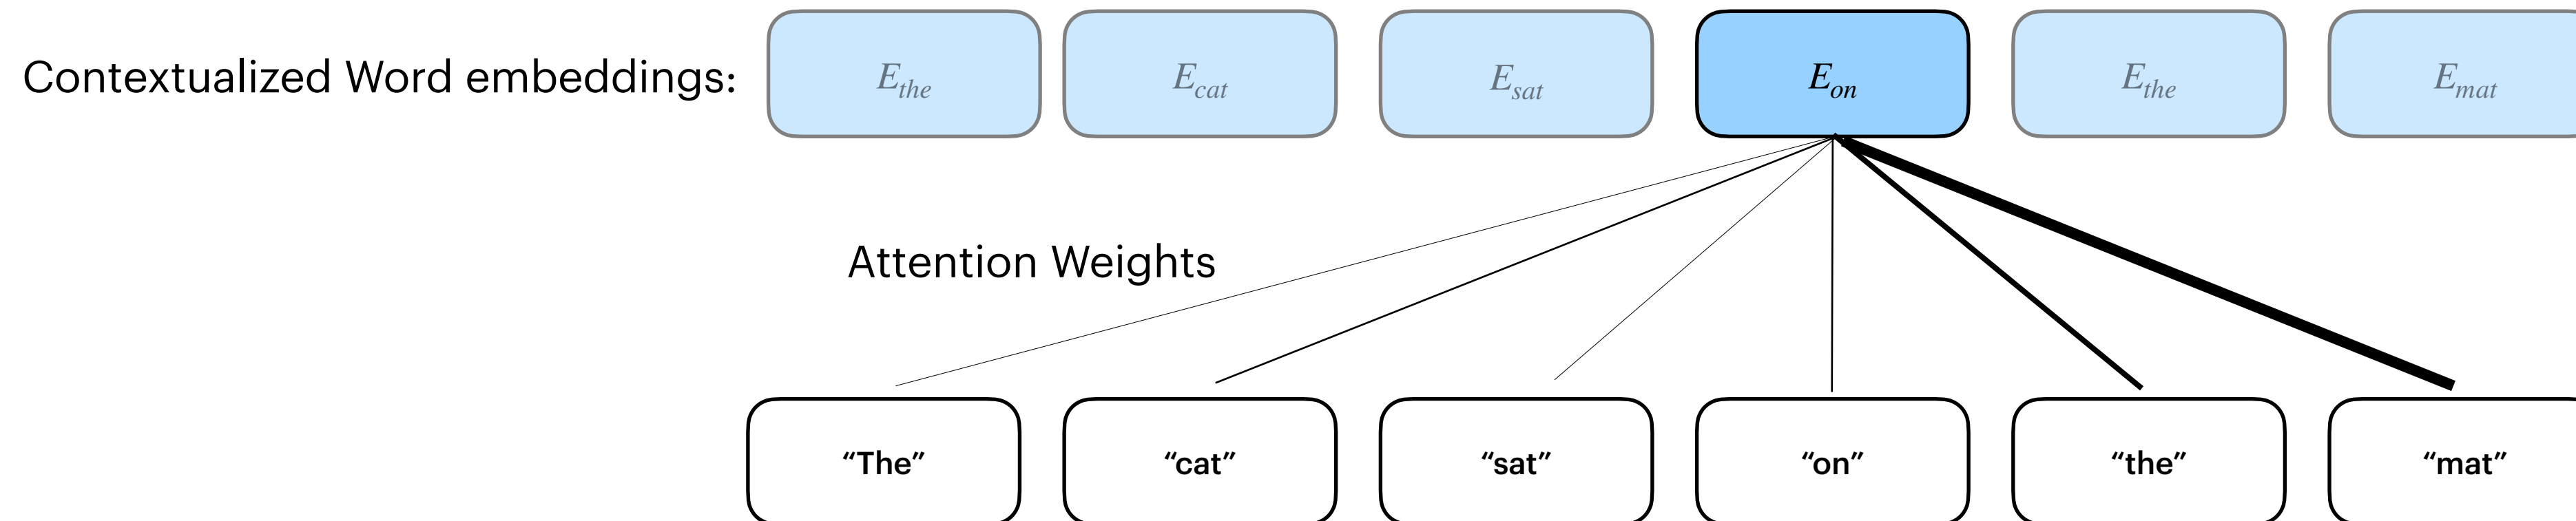 Contextualized Word embeddings:
E_the
E_cat
E_sat
E_on
E_the
E_mat
Attention Weights
“The”
“cat”
“sat”
“on”
“the”
“mat”